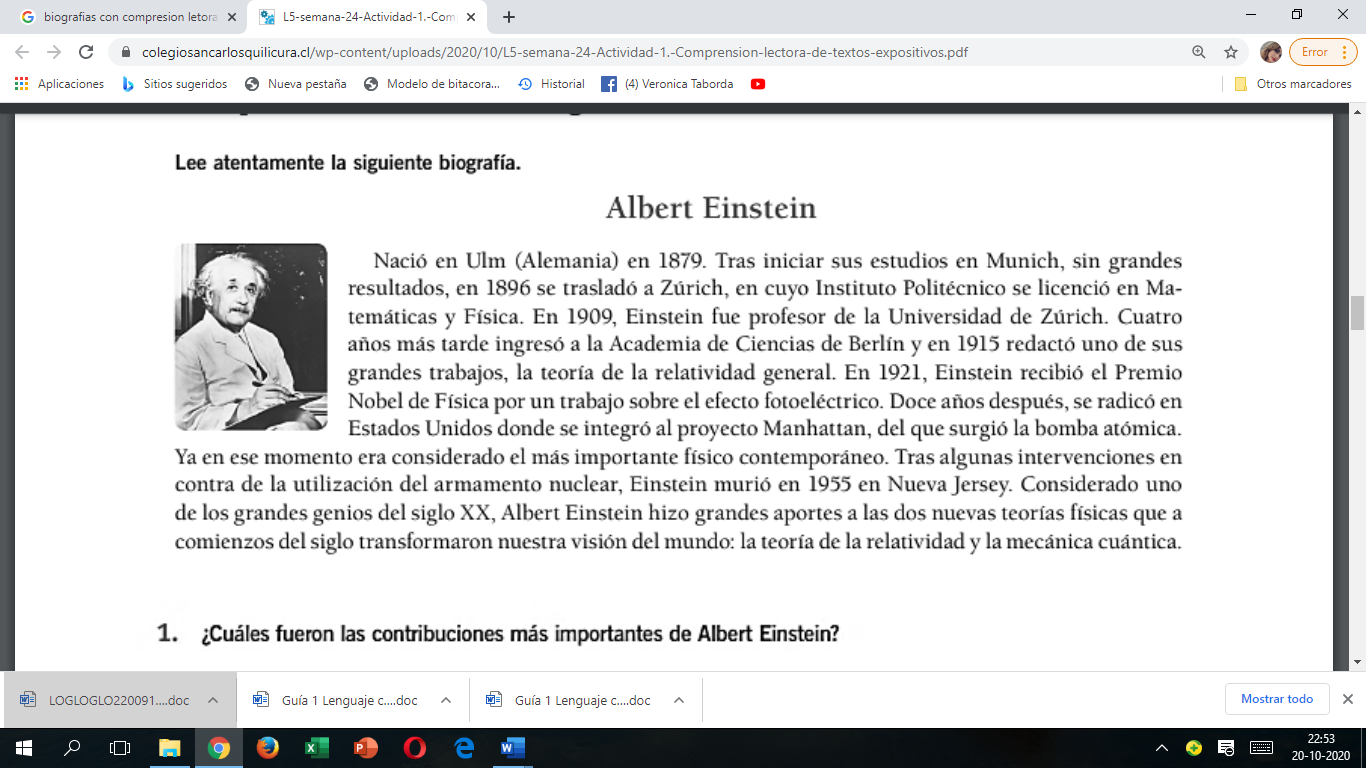 biografias con compresion letora
L5-semana-24-Actividad-1.-Comp
colegiosancarlosquilicura.cl/wp-content/uploads/2020/10/L5-semana-24-Actividad-1.-Comprension-lectora-de-textos-expositivos.pdf
Error
Aplicaciones
Sitios sugeridos
Nueva pestaña
Modelo de bitacora...
Historial
(4) Veronica Taborda
Otros marcadores
Lee atentamente la siguiente biografía.
Albert Einstein
Nació en Ulm (Alemania) en 1879. Tras iniciar sus estudios en Munich, sin grandes
resultados, en 1896 se trasladó a Zúrich, en cuyo Instituto Politécnico se licenció en Ma-
temáticas y Física. En 1909, Einstein fue profesor de la Universidad de Zúrich. Cuatro
años más tarde ingresó a la Academia de Ciencias de Berlín y en 1915 redactó uno de sus
grandes trabajos, la teoría de la relatividad general. En 1921, Einstein recibió el Premio
Nobel de Física por un trabajo sobre el efecto fotoeléctrico. Doce años después, se radicó en
Estados Unidos donde se integró al proyecto Manhattan, del que surgió la bomba atómica.
Ya en ese momento era considerado el más importante físico contemporáneo. Tras algunas intervenciones en
contra de la utilización del armamento nuclear, Einstein murió en 1955 en Nueva Jersey. Considerado uno
de los grandes genios del siglo XX, Albert Einstein hizo grandes aportes a las dos nuevas teorías físicas que a
comienzos del siglo transformaron nuestra visión del mundo: la teoría de la relatividad y la mecánica cuántica.
1. ¿Cuáles fueron las contribuciones más importantes de Albert Einstein?
LOGLOGLO220091....doc
Guía 1 Lenguaje c....doc
Guía 1 Lenguaje c....doc
Mostrar todo
22:53
20-10-2020